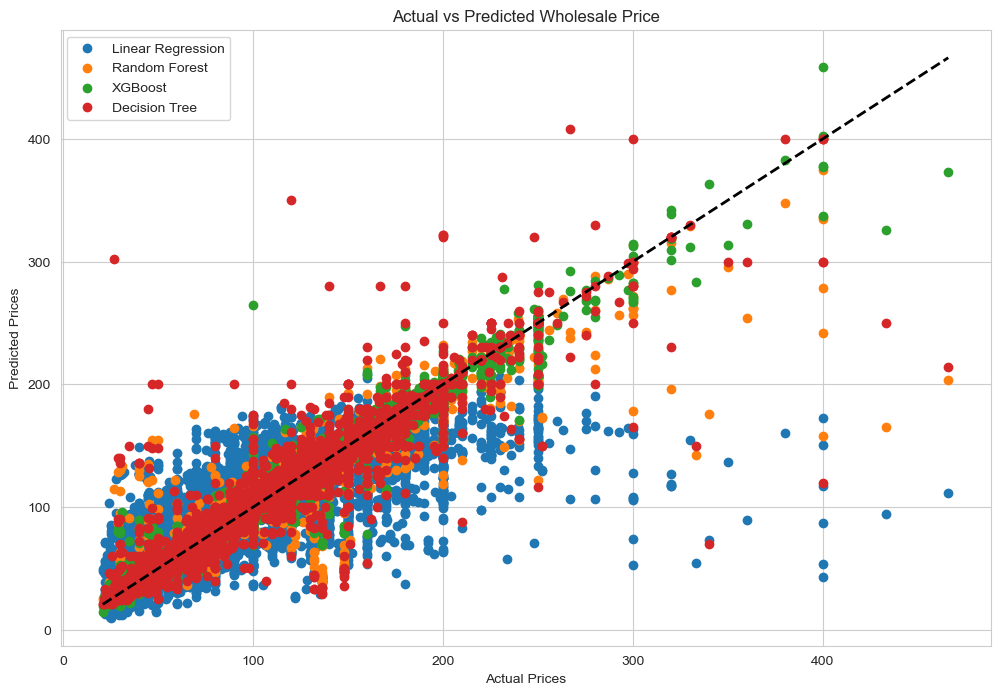 Actual vs Predicted Wholesale Price
Linear Regression
Random Forest
XGBoost
Decision Tree
Predicted Prices
400
300
200
100
0
0 100 200 300 400
Actual Prices